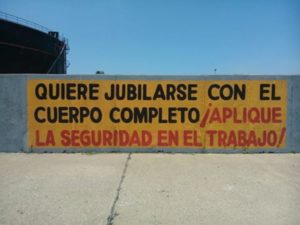 QUIERE JUBILARSE CON EL
CUERPO COMPLETO ¡APLIQUE
LA SEGURIDAD EN EL TRABAJO!